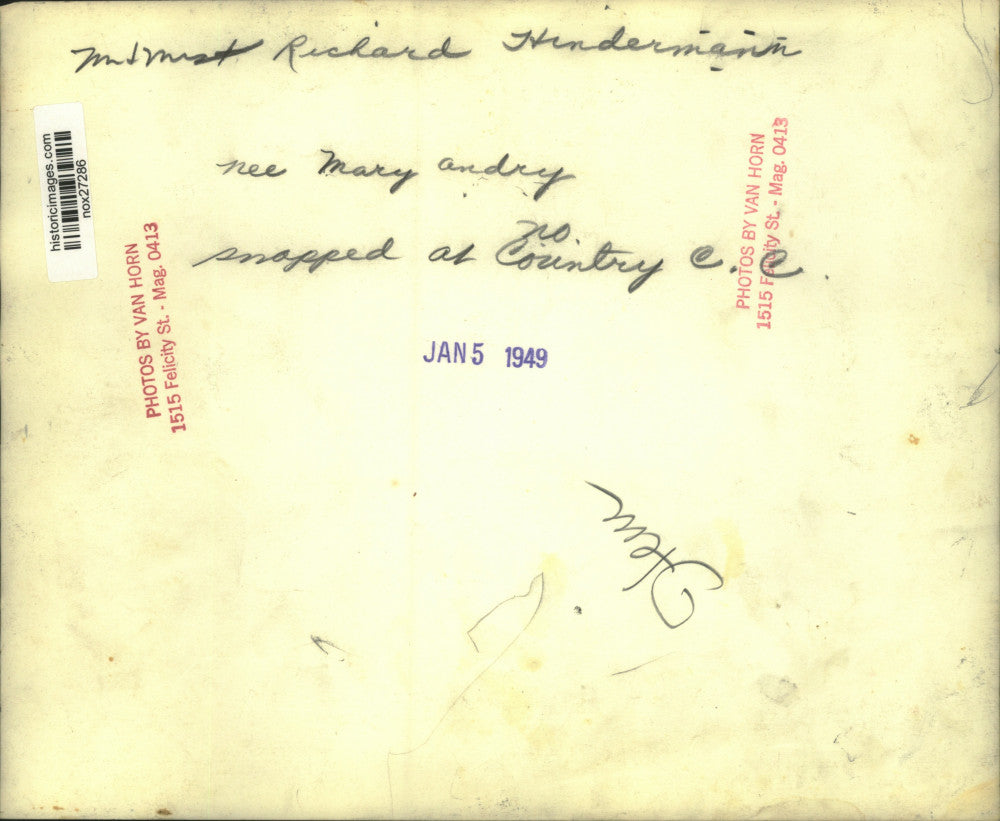 Mr & Mrs Richard Hindermann
nee Mary Andry
N.O.
snapped at Country C. C.
historicimages.com
nox27286
PHOTOS BY VAN HORN
1515 Felicity St. - Mag. 0413
PHOTOS BY VAN HORN
1515 Felicity St. - Mag. 0413
JAN 5 1949